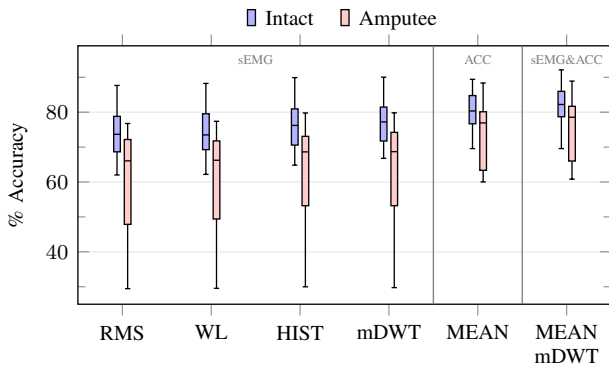 Intact Amputee
sEMG ACC sEMG&ACC
80
60
40
% Accuracy
RMS WL HIST mDWT MEAN MEAN
mDWT